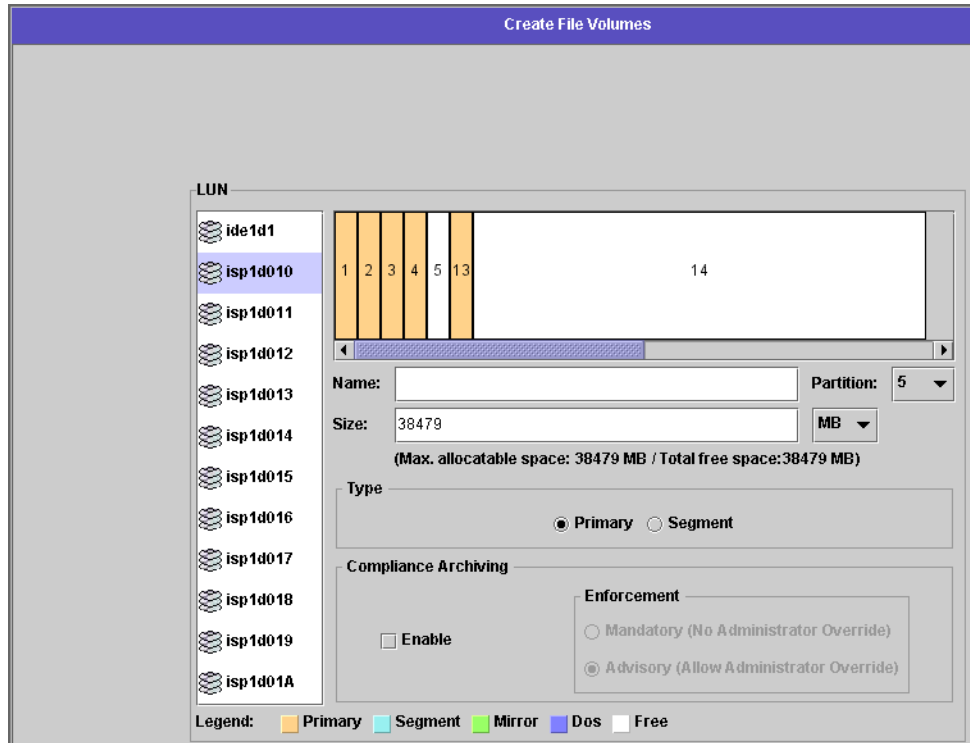 Create File Volumes
LUN
ide1d1
isp1d010
isp1d011
isp1d012
isp1d013
isp1d014
isp1d015
isp1d016
isp1d017
isp1d018
isp1d019
isp1d01A
1 2 3 4 5 13 14
Name: Partition: 5
Size: 38479 MB
(Max. allocatable space: 38479 MB / Total free space:38479 MB)
Type
Primary Segment
Compliance Archiving
Enforcement
Enable
Mandatory (No Administrator Override)
Advisory (Allow Administrator Override)
Legend: Primary Segment Mirror Dos Free